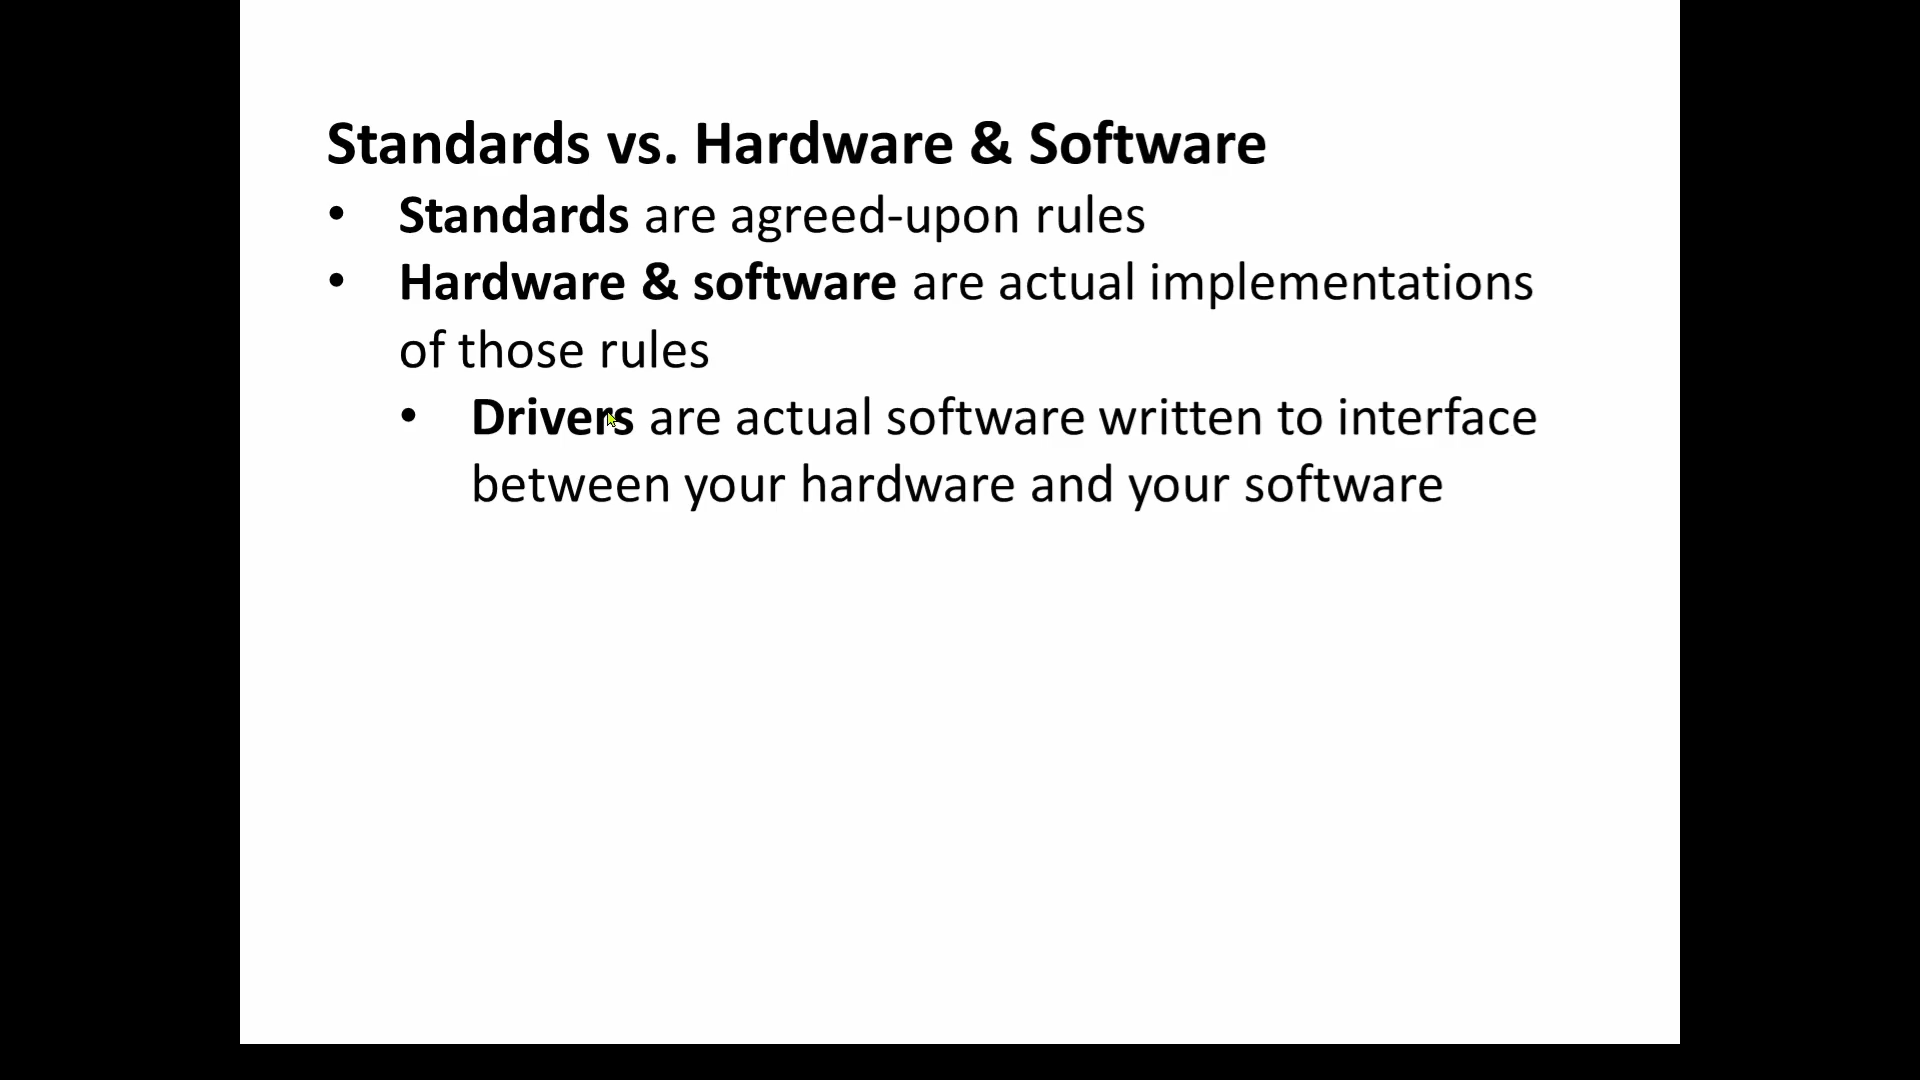 Standards vs. Hardware & Software
• Standards are agreed-upon rules
• Hardware & software are actual implementations
of those rules
• Drivers are actual software written to interface
between your hardware and your software